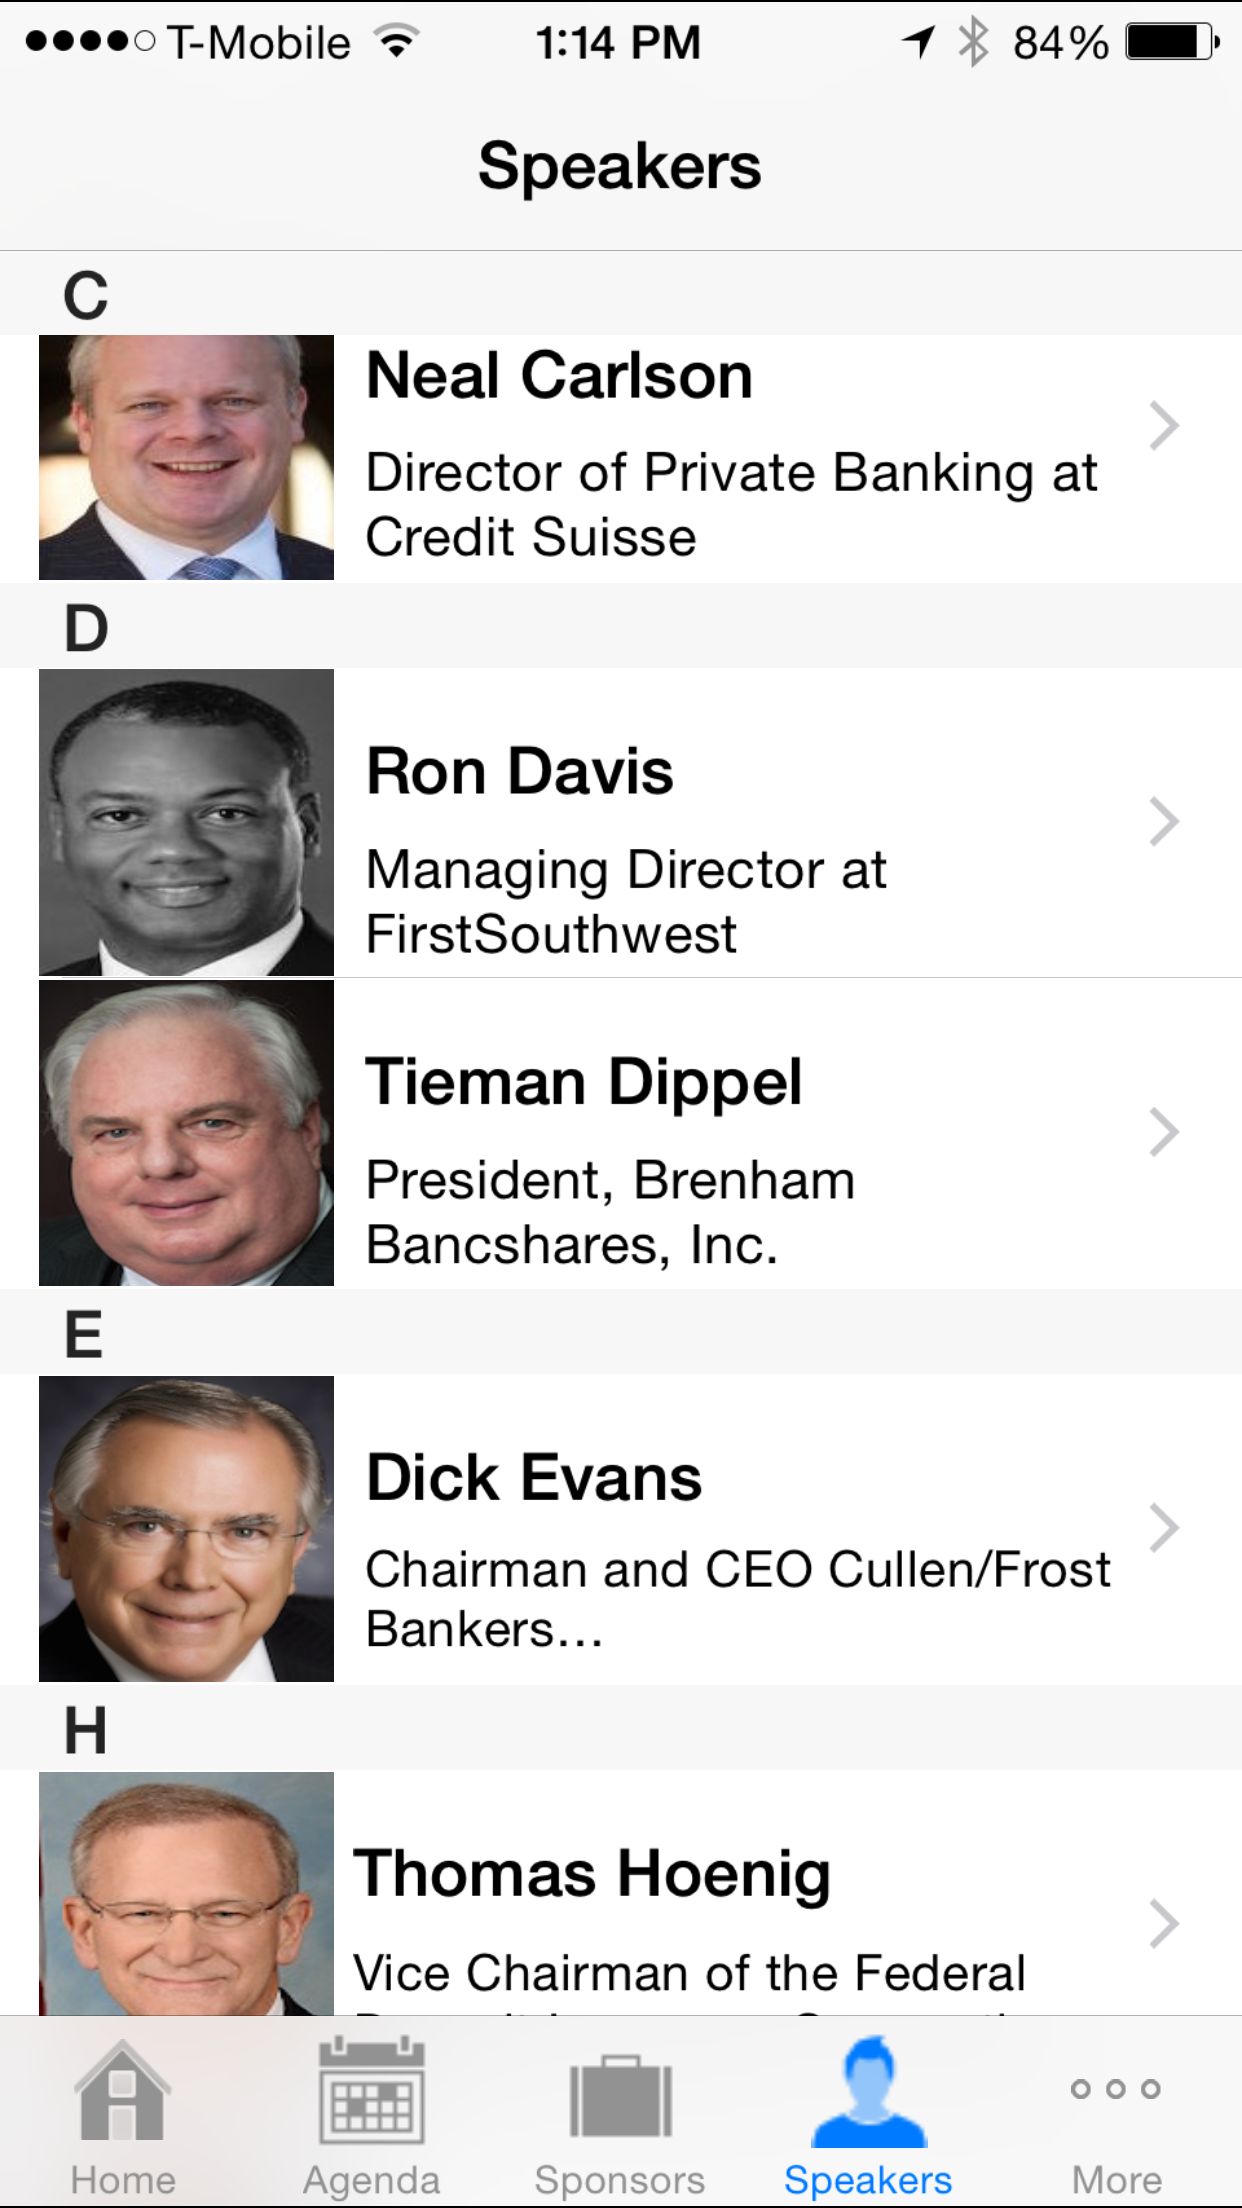 T-Mobile 1:14 PM 84%
Speakers
C
Neal Carlson
Director of Private Banking at
Credit Suisse
D
Ron Davis
Managing Director at
FirstSouthwest
Tieman Dippel
President, Brenham
Bancshares, Inc.
E
Dick Evans
Chairman and CEO Cullen/Frost
Bankers...
H
Thomas Hoenig
Vice Chairman of the Federal
Home Agenda Sponsors Speakers More